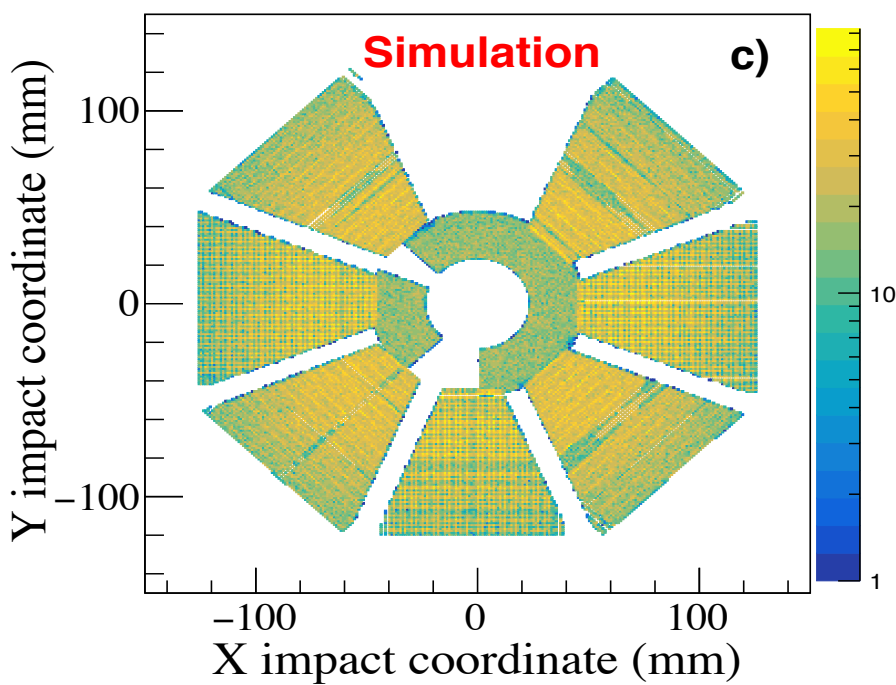 Simulation
c)
Y impact coordinate (mm)
100
0
−100
−100
0
100
X impact coordinate (mm)
10
1